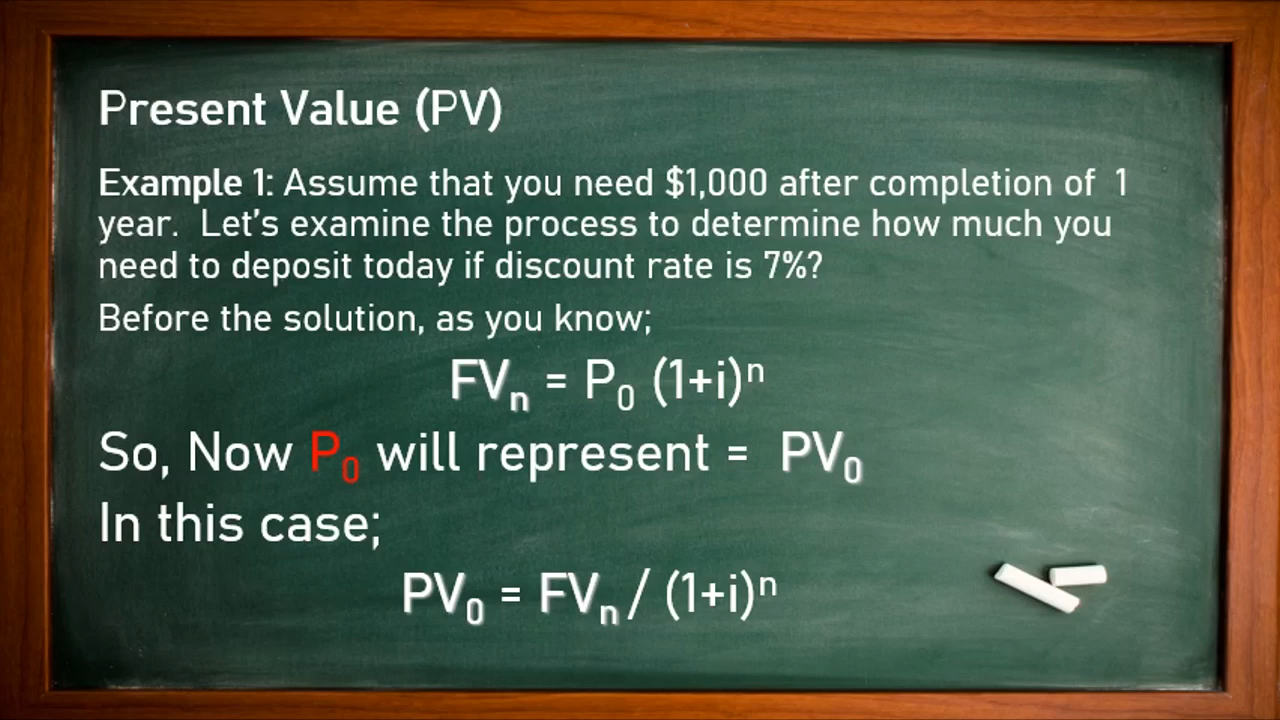 Present Value (PV)
Example 1: Assume that you need $1,000 after completion of  1
year.  Let’s examine the process to determine how much you
need to deposit today if discount rate is 7%?
Before the solution, as you know;
FVₙ = P₀ (1+i)ⁿ
So, Now P₀ will represent =  PV₀
In this case;
PV₀ = FVₙ / (1+i)ⁿ